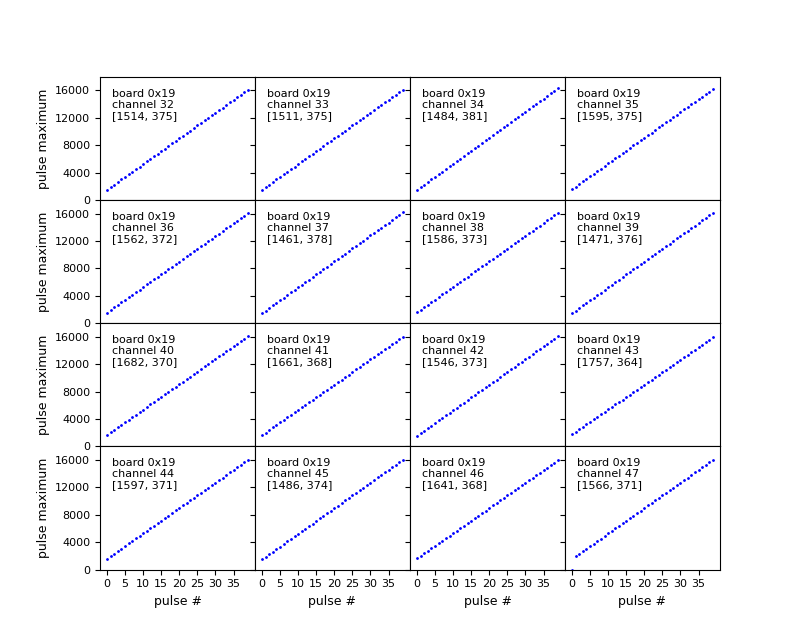 pulse maximum
16000
12000
8000
4000
0
board 0x19
channel 32
[1514, 375]
board 0x19
channel 33
[1511, 375]
board 0x19
channel 34
[1484, 381]
board 0x19
channel 35
[1595, 375]
pulse maximum
16000
12000
8000
4000
0
board 0x19
channel 36
[1562, 372]
board 0x19
channel 37
[1461, 378]
board 0x19
channel 38
[1586, 373]
board 0x19
channel 39
[1471, 376]
pulse maximum
16000
12000
8000
4000
0
board 0x19
channel 40
[1682, 370]
board 0x19
channel 41
[1661, 368]
board 0x19
channel 42
[1546, 373]
board 0x19
channel 43
[1757, 364]
pulse maximum
16000
12000
8000
4000
0
board 0x19
channel 44
[1597, 371]
board 0x19
channel 45
[1486, 374]
board 0x19
channel 46
[1641, 368]
board 0x19
channel 47
[1566, 371]
0 5 10 15 20 25 30 35
0 5 10 15 20 25 30 35
0 5 10 15 20 25 30 35
0 5 10 15 20 25 30 35
pulse #
pulse #
pulse #
pulse #